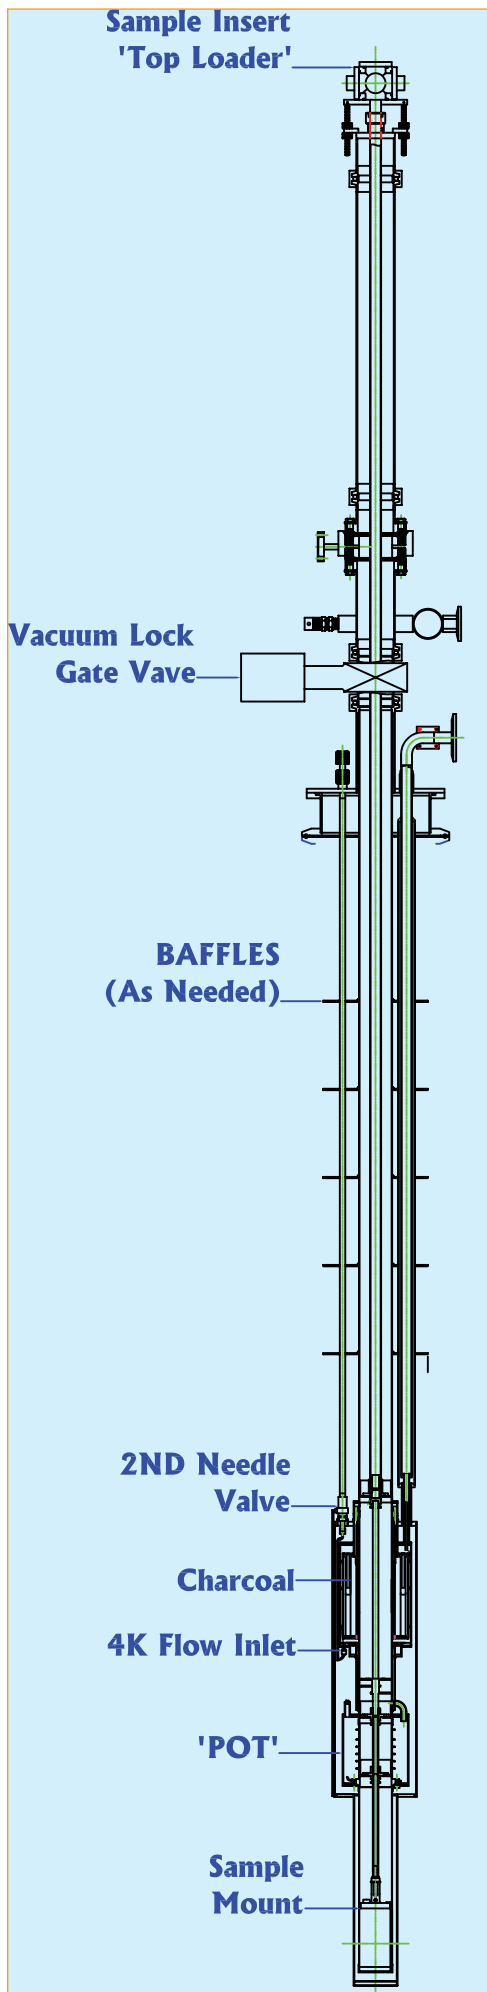 Sample Insert
'Top Loader'
Vacuum Lock
Gate Vave
BAFFLES
(As Needed)
2ND Needle
Valve
Charcoal
4K Flow Inlet
'POT'
Sample
Mount